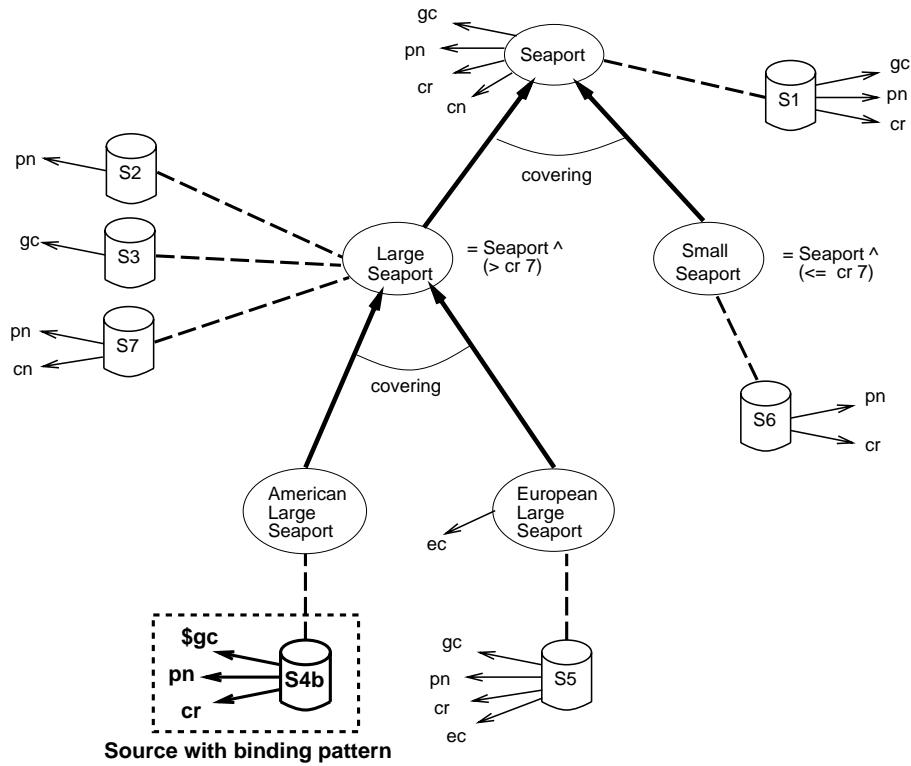 gc
pn
cr
cn
Seaport
S1
gc
pn
cr
covering
pn
S2
gc
S3
pn
cn
S7
Large
Seaport
= Seaport ^
(> cr 7)
Small
Seaport
= Seaport ^
(<= cr 7)
covering
S6
pn
cr
American
Large
Seaport
European
Large
Seaport
ec
$gc
pn
cr
S4b
gc
pn
cr
ec
S5
Source with binding pattern